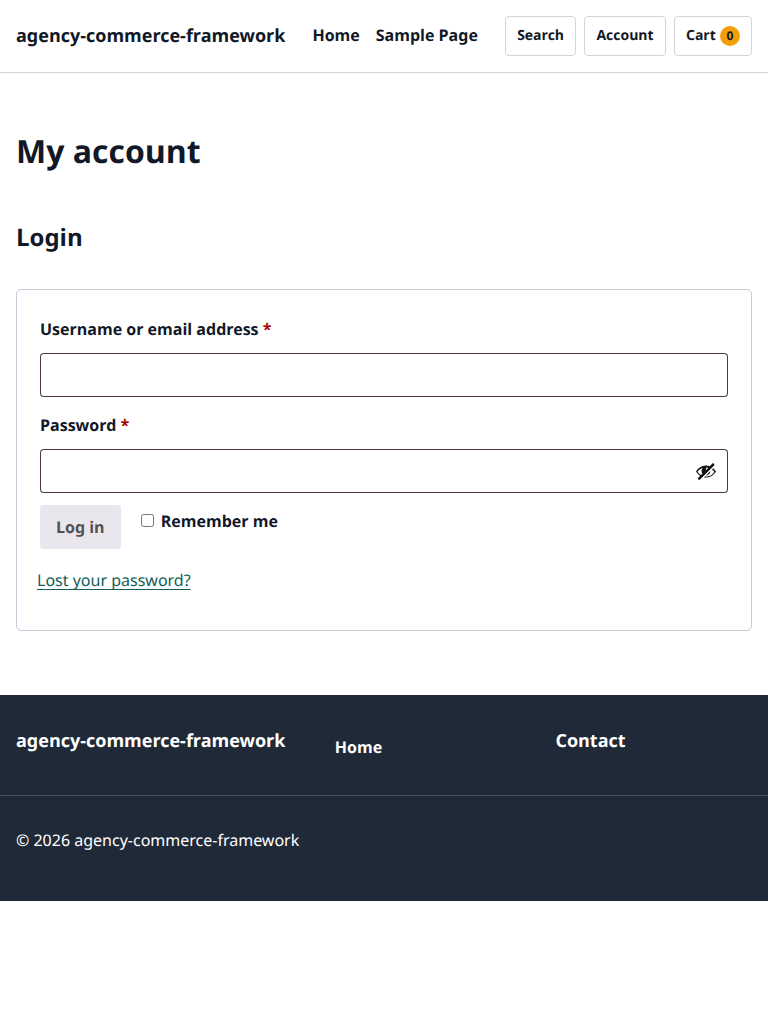 agency-commerce-framework Home Sample Page Search Account Cart 0
My account
Login
Username or email address *
Password *
Log in Remember me
Lost your password?
agency-commerce-framework Home Contact
© 2026 agency-commerce-framework